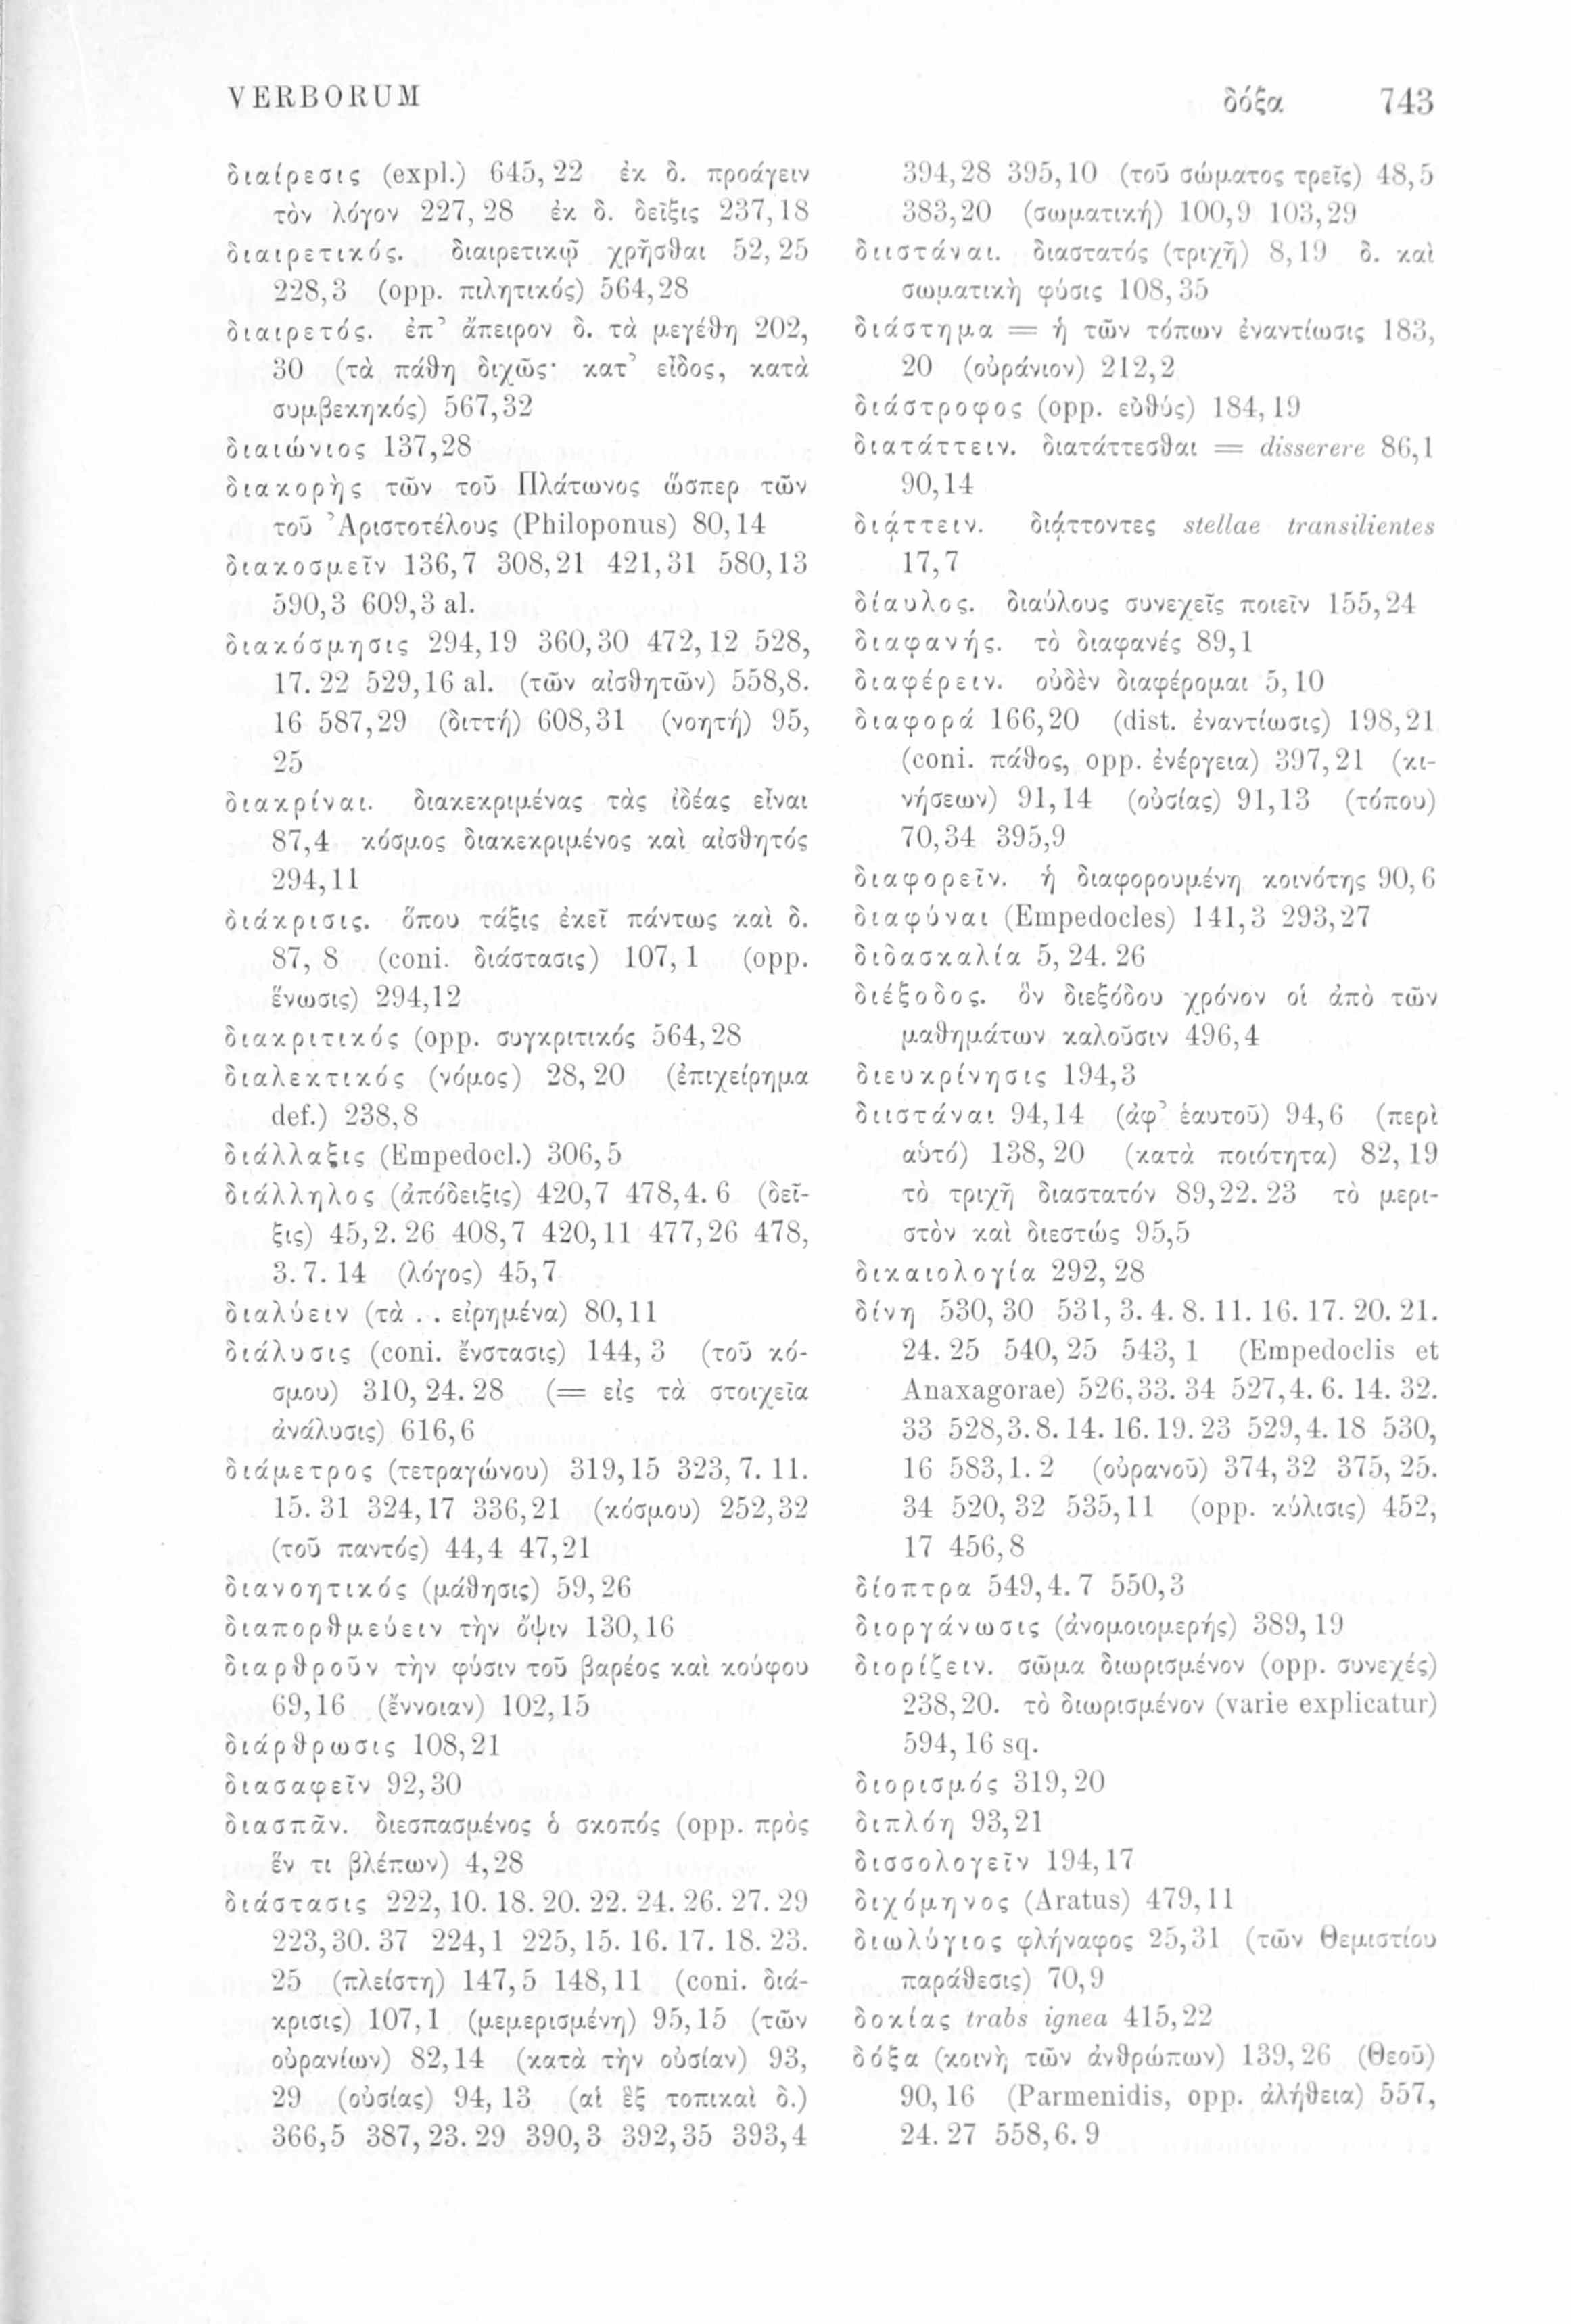 VERBORUM δόξα 743
διαίρεσις (expl.) 645, 22 ἐκ δ. προάγειν
τὸν λόγον 227, 28 ἐκ δ. δεῖξις 237,18
διαιρετικός. διαιρετικῷ χρῆσθαι 52, 25
228,3 (opp. πιλητικός) 564,28
διαιρετός. ἐπ’ ἄπειρον δ. τὰ μεγέθη 202,
30 (τὰ πάθη διχῶς· κατ’ εἶδος, κατὰ
συμβεκηκός) 567,32
διαιώνιος 137,28
διακορὴς τῶν τοῦ Πλάτωνος ὥσπερ τῶν
τοῦ Ἀριστοτέλους (Philoponus) 80,14
διακοσμεῖν 136,7 308,21 421,31 580,13
590,3 609,3 al.
διακόσμησις 294,19 360,30 472,12 528,
17. 22 529,16 al. (τῶν αἰσθητῶν) 558,8.
16 587,29 (διττή) 608,31 (νοητή) 95,
25
διακρίναι. διακεκριμένας τὰς ἰδέας εἶναι
87,4 κόσμος διακεκριμένος καὶ αἰσθητός
294,11
διάκρισις. ὅπου τάξις ἐκεῖ πάντως καὶ δ.
87, 8 (coni. διάστασις) 107, 1 (opp.
ἕνωσις) 294,12
διακριτικός (opp. συγκριτικός 564,28
διαλεκτικός (νόμος) 28, 20 (ἐπιχείρημα
def.) 238,8
διάλλαξις (Empedocl.) 306,5
διάλληλος (ἀπόδειξις) 420,7 478,4. 6 (δεῖ-
ξις) 45,2. 26 408,7 420,11 477,26 478,
3. 7. 14 (λόγος) 45,7
διαλύειν (τὰ . . εἰρημένα) 80,11
διάλυσις (coni. ἔνστασις) 144, 3 (τοῦ κό-
σμου) 310, 24. 28 (= εἰς τὰ στοιχεῖα
ἀνάλυσις) 616,6
διάμετρος (τετραγώνου) 319,15 323, 7. 11.
15. 31 324,17 336,21 (κόσμου) 252,32
(τοῦ παντός) 44,4 47,21
διανοητικός (μάθησις) 59,26
διαπορθμεύειν τὴν ὄψιν 130,16
διαρθροῦν τὴν φύσιν τοῦ βαρέος καὶ κούφου
69,16 (ἔννοιαν) 102,15
διάρθρωσις 108,21
διασαφεῖν 92,30
διασπᾶν. διεσπασμένος ὁ σκοπός (opp. πρὸς
ἕν τι βλέπων) 4,28
διάστασις 222, 10. 18. 20. 22. 24. 26. 27. 29
223,30. 37 224,1 225,15. 16. 17. 18. 23.
25 (πλείστη) 147,5 148,11 (coni. διά-
κρισις) 107,1 (μεμερισμένη) 95,15 (τῶν
οὐρανίων) 82,14 (κατὰ τὴν οὐσίαν) 93,
29 (οὐσίας) 94, 13 (αἱ ἓξ τοπικαὶ δ.)
366,5 387, 23. 29 390,3 392,35 393,4
394,28 395,10 (τοῦ σώματος τρεῖς) 48,5
383,20 (σωματική) 100,9 103,29
διιστάναι. διαστατός (τριχῆ) 8,19 δ. καὶ
σωματικὴ φύσις 108,35
διάστημα = ἡ τῶν τόπων ἐναντίωσις 183,
20 (οὐράνιον) 212,2
διάστροφος (opp. εὐθύς) 184,19
διατάττειν. διατάττεσθαι = disserere 86,1
90,14
διᾴττειν. διᾴττοντες stellae transilientes
17,7
δίαυλος. διαύλους συνεχεῖς ποιεῖν 155,24
διαφανής. τὸ διαφανές 89,1
διαφέρειν. οὐδὲν διαφέρομαι 5,10
διαφορά 166,20 (dist. ἐναντίωσις) 198,21
(coni. πάθος, opp. ἐνέργεια) 397,21 (κι-
νήσεων) 91,14 (οὐσίας) 91,13 (τόπου)
70,34 395,9
διαφορεῖν. ἡ διαφορουμένη κοινότης 90,6
διαφύναι (Empedocles) 141,3 293,27
διδασκαλία 5, 24. 26
διέξοδος. ὃν διεξόδου χρόνον οἱ ἀπὸ τῶν
μαθημάτων καλοῦσιν 496,4
διευκρίνησις 194,3
διιστάναι 94,14 (ἀφ’ ἑαυτοῦ) 94,6 (περὶ
αὑτό) 138, 20 (κατὰ ποιότητα) 82, 19
τὸ τριχῆ διαστατόν 89,22. 23 τὸ μερι-
στὸν καὶ διεστώς 95,5
δικαιολογία 292, 28
δίνη 530, 30 531, 3. 4. 8. 11. 16. 17. 20. 21.
24. 25 540, 25 543, 1 (Empedoclis et
Anaxagorae) 526,33. 34 527,4. 6. 14. 32.
33 528,3. 8. 14. 16. 19. 23 529,4. 18 530,
16 583,1. 2 (οὐρανοῦ) 374, 32 375, 25.
34 520, 32 535,11 (opp. κύλισις) 452,
17 456,8
δίοπτρα 549,4. 7 550,3
διοργάνωσις (ἀνομοιομερής) 389,19
διορίζειν. σῶμα διωρισμένον (opp. συνεχές)
238,20. τὸ διωρισμένον (varie explicatur)
594, 16 sq.
διορισμός 319,20
διπλόη 93,21
δισσολογεῖν 194,17
διχόμηνος (Aratus) 479,11
διωλύγιος φλήναφος 25,31 (τῶν Θεμιστίου
παράθεσις) 70,9
δοκίας trabs ignea 415,22
δόξα (κοινὴ τῶν ἀνθρώπων) 139, 26 (Θεοῦ)
90, 16 (Parmenidis, opp. ἀλήθεια) 557,
24. 27 558,6. 9